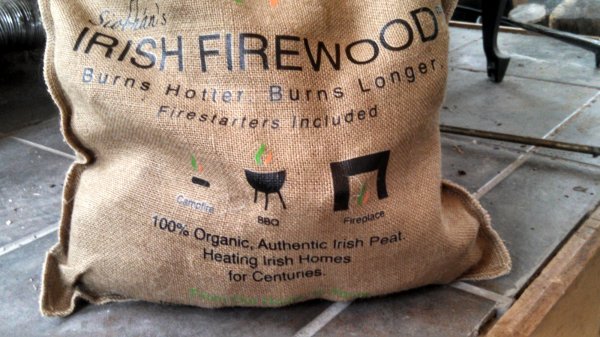 IRISH FIREWOOD
Burns Hotter, Burns Longer,
Firestarters Included
Campfire
BBQ
Fireplace
100% Organic, Authentic Irish Peat.
Heating Irish Homes
for Centuries.